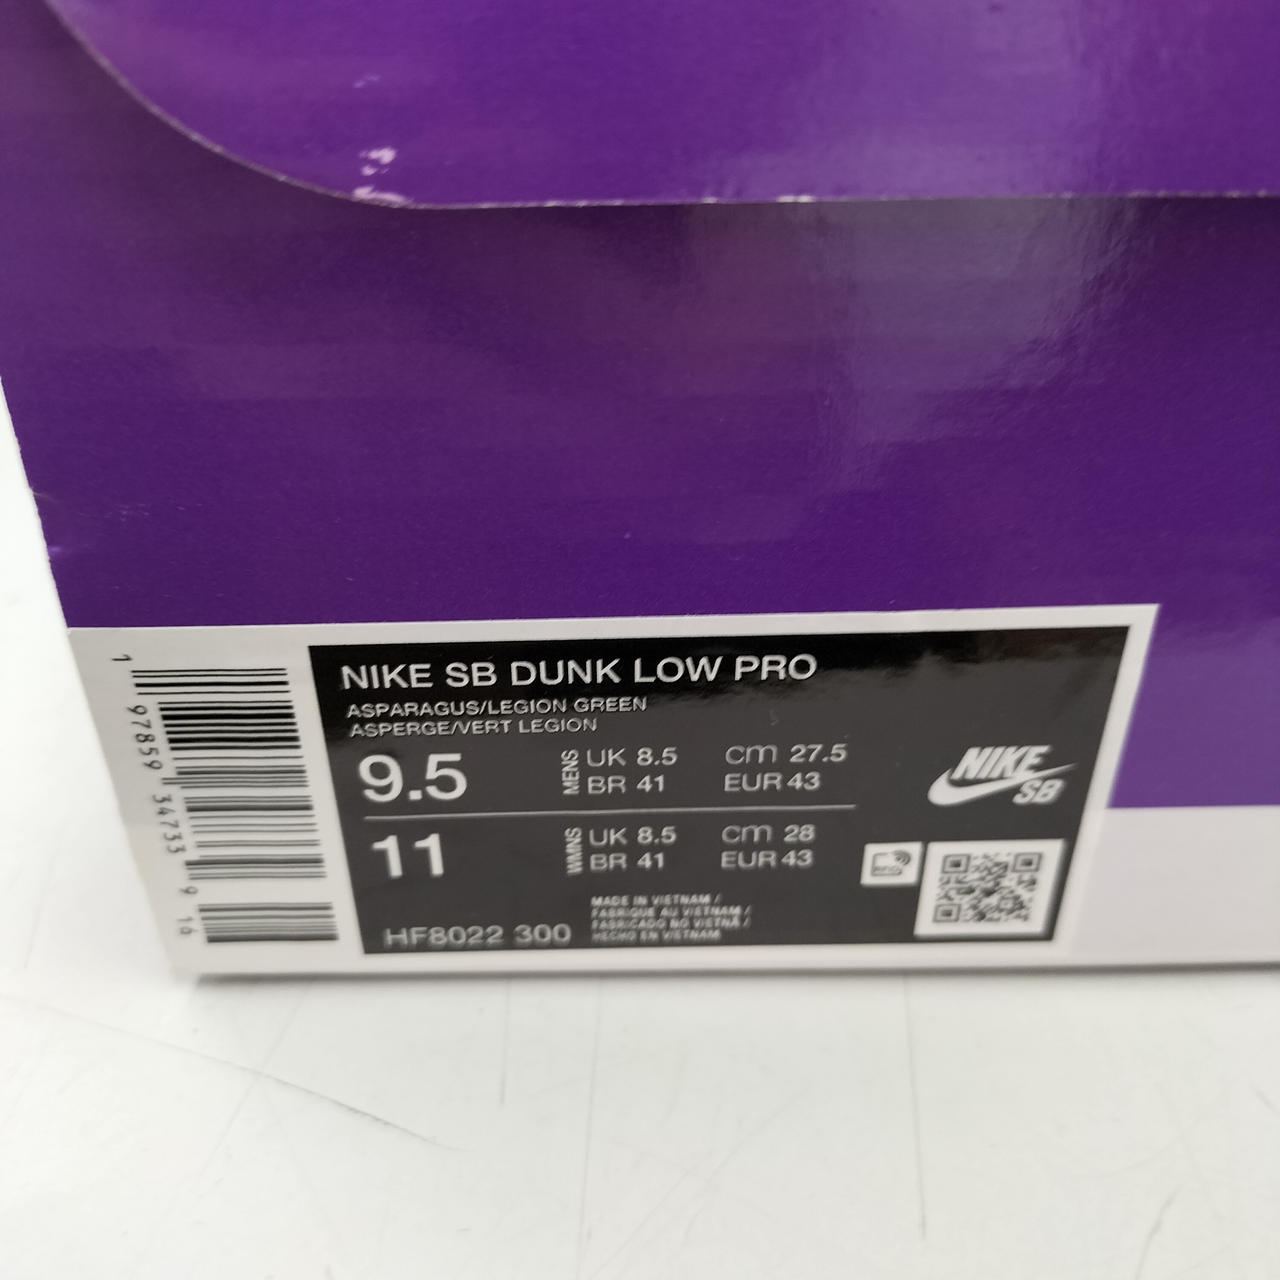 NIKE SB DUNK LOW PRO
ASPARAGUS/LEGION GREEN
ASPERGE/VERT LEGION
9.5 MENS UK 8.5 CM 27.5
BR 41 EUR 43
11 WMNS UK 8.5 CM 28
BR 41 EUR 43
HF8022 300
MADE IN VIETNAM /
FABRIQUÉ AU VIETNAM /
FABRICADO NO VIETNÃ /
HECHO EN VIETNAM
NIKE
SB
1 97859 34733 9 16